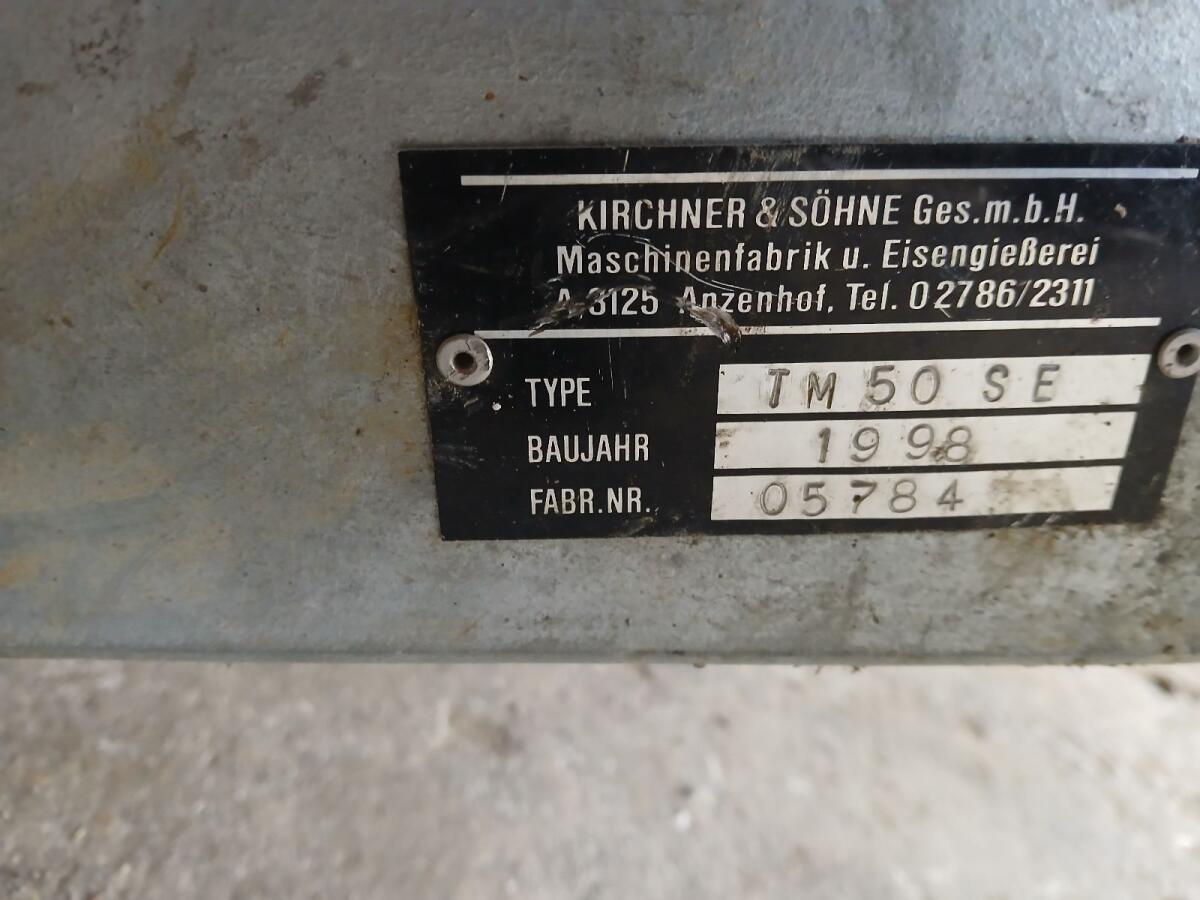 KIRCHNER & SÖHNE Ges.m.b.H.
Maschinenfabrik u. Eisengießerei
A-3125 Anzenhof, Tel. 02786/2311
TYPE TM 50 SE
BAUJAHR 1998
FABR.NR. 05784